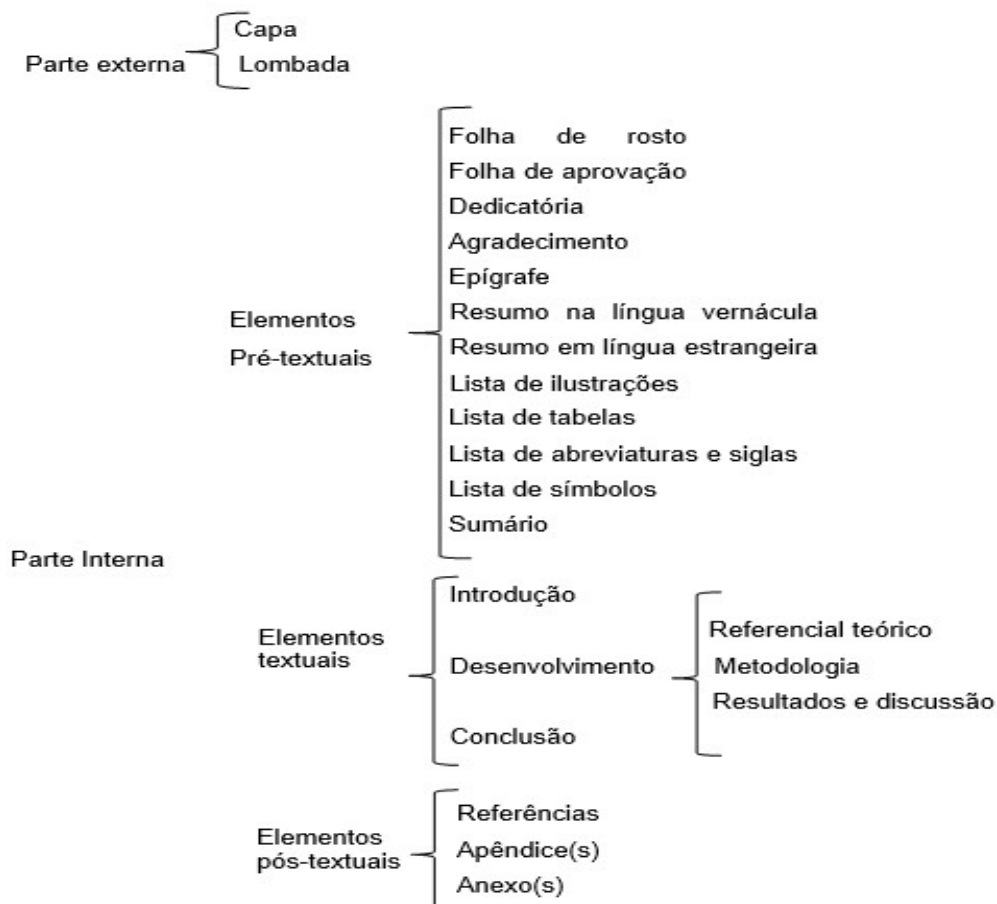 Capa
Parte externa
Lombada
Folha de rosto
Folha de aprovação
Dedicatória
Agradecimento
Epígrafe
Elementos
Pré-textuais
Resumo na língua vernácula
Resumo em língua estrangeira
Lista de ilustrações
Lista de tabelas
Lista de abreviaturas e siglas
Lista de símbolos
Sumário
Parte Interna
Elementos
textuais
Introdução
Desenvolvimento
Referencial teórico
Metodologia
Resultados e discussão
Conclusão
Elementos
pós-textuais
Referências
Apêndice(s)
Anexo(s)